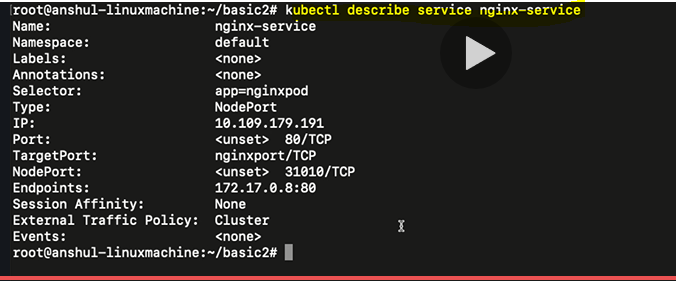 root@anshul-linuxmachine:~/basic2# kubectl describe service nginx-service
Name: nginx-service
Namespace: default
Labels: <none>
Annotations: <none>
Selector: app=nginxpod
Type: NodePort
IP: 10.109.179.191
Port: <unset> 80/TCP
TargetPort: nginxport/TCP
NodePort: <unset> 31010/TCP
Endpoints: 172.17.0.8:80
Session Affinity: None
External Traffic Policy: Cluster
Events: <none>
root@anshul-linuxmachine:~/basic2#